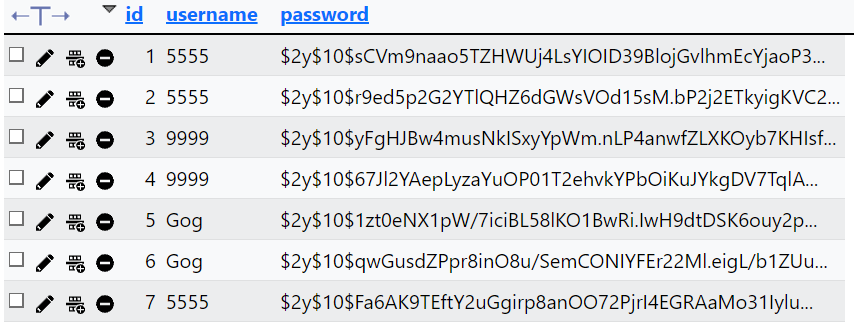 id username password
1 5555 $2y$10$sCVm9naao5TZHWUj4LsYIOID39BlojGvlhmEcYjaoP3...
2 5555 $2y$10$r9ed5p2G2YTlQHZ6dGWsVOd15sM.bP2j2ETkyigKVC2...
3 9999 $2y$10$yFgHJBw4musNkISxyYpWm.nLP4anwfZLXKOyb7KHIsf...
4 9999 $2y$10$67Jl2YAepLyzaYuOP01T2ehvkYPbOiKuJYkgDV7TqlA...
5 Gog $2y$10$1zt0eNX1pW/7iciBL58lKO1BwRi.IwH9dtDSK6ouy2p...
6 Gog $2y$10$qwGusdZPpr8inO8u/SemCONIYFEr22Ml.eigL/b1ZUu...
7 5555 $2y$10$Fa6AK9TEftY2uGgirp8anOO72PjrI4EGRAaMo31Iylu...